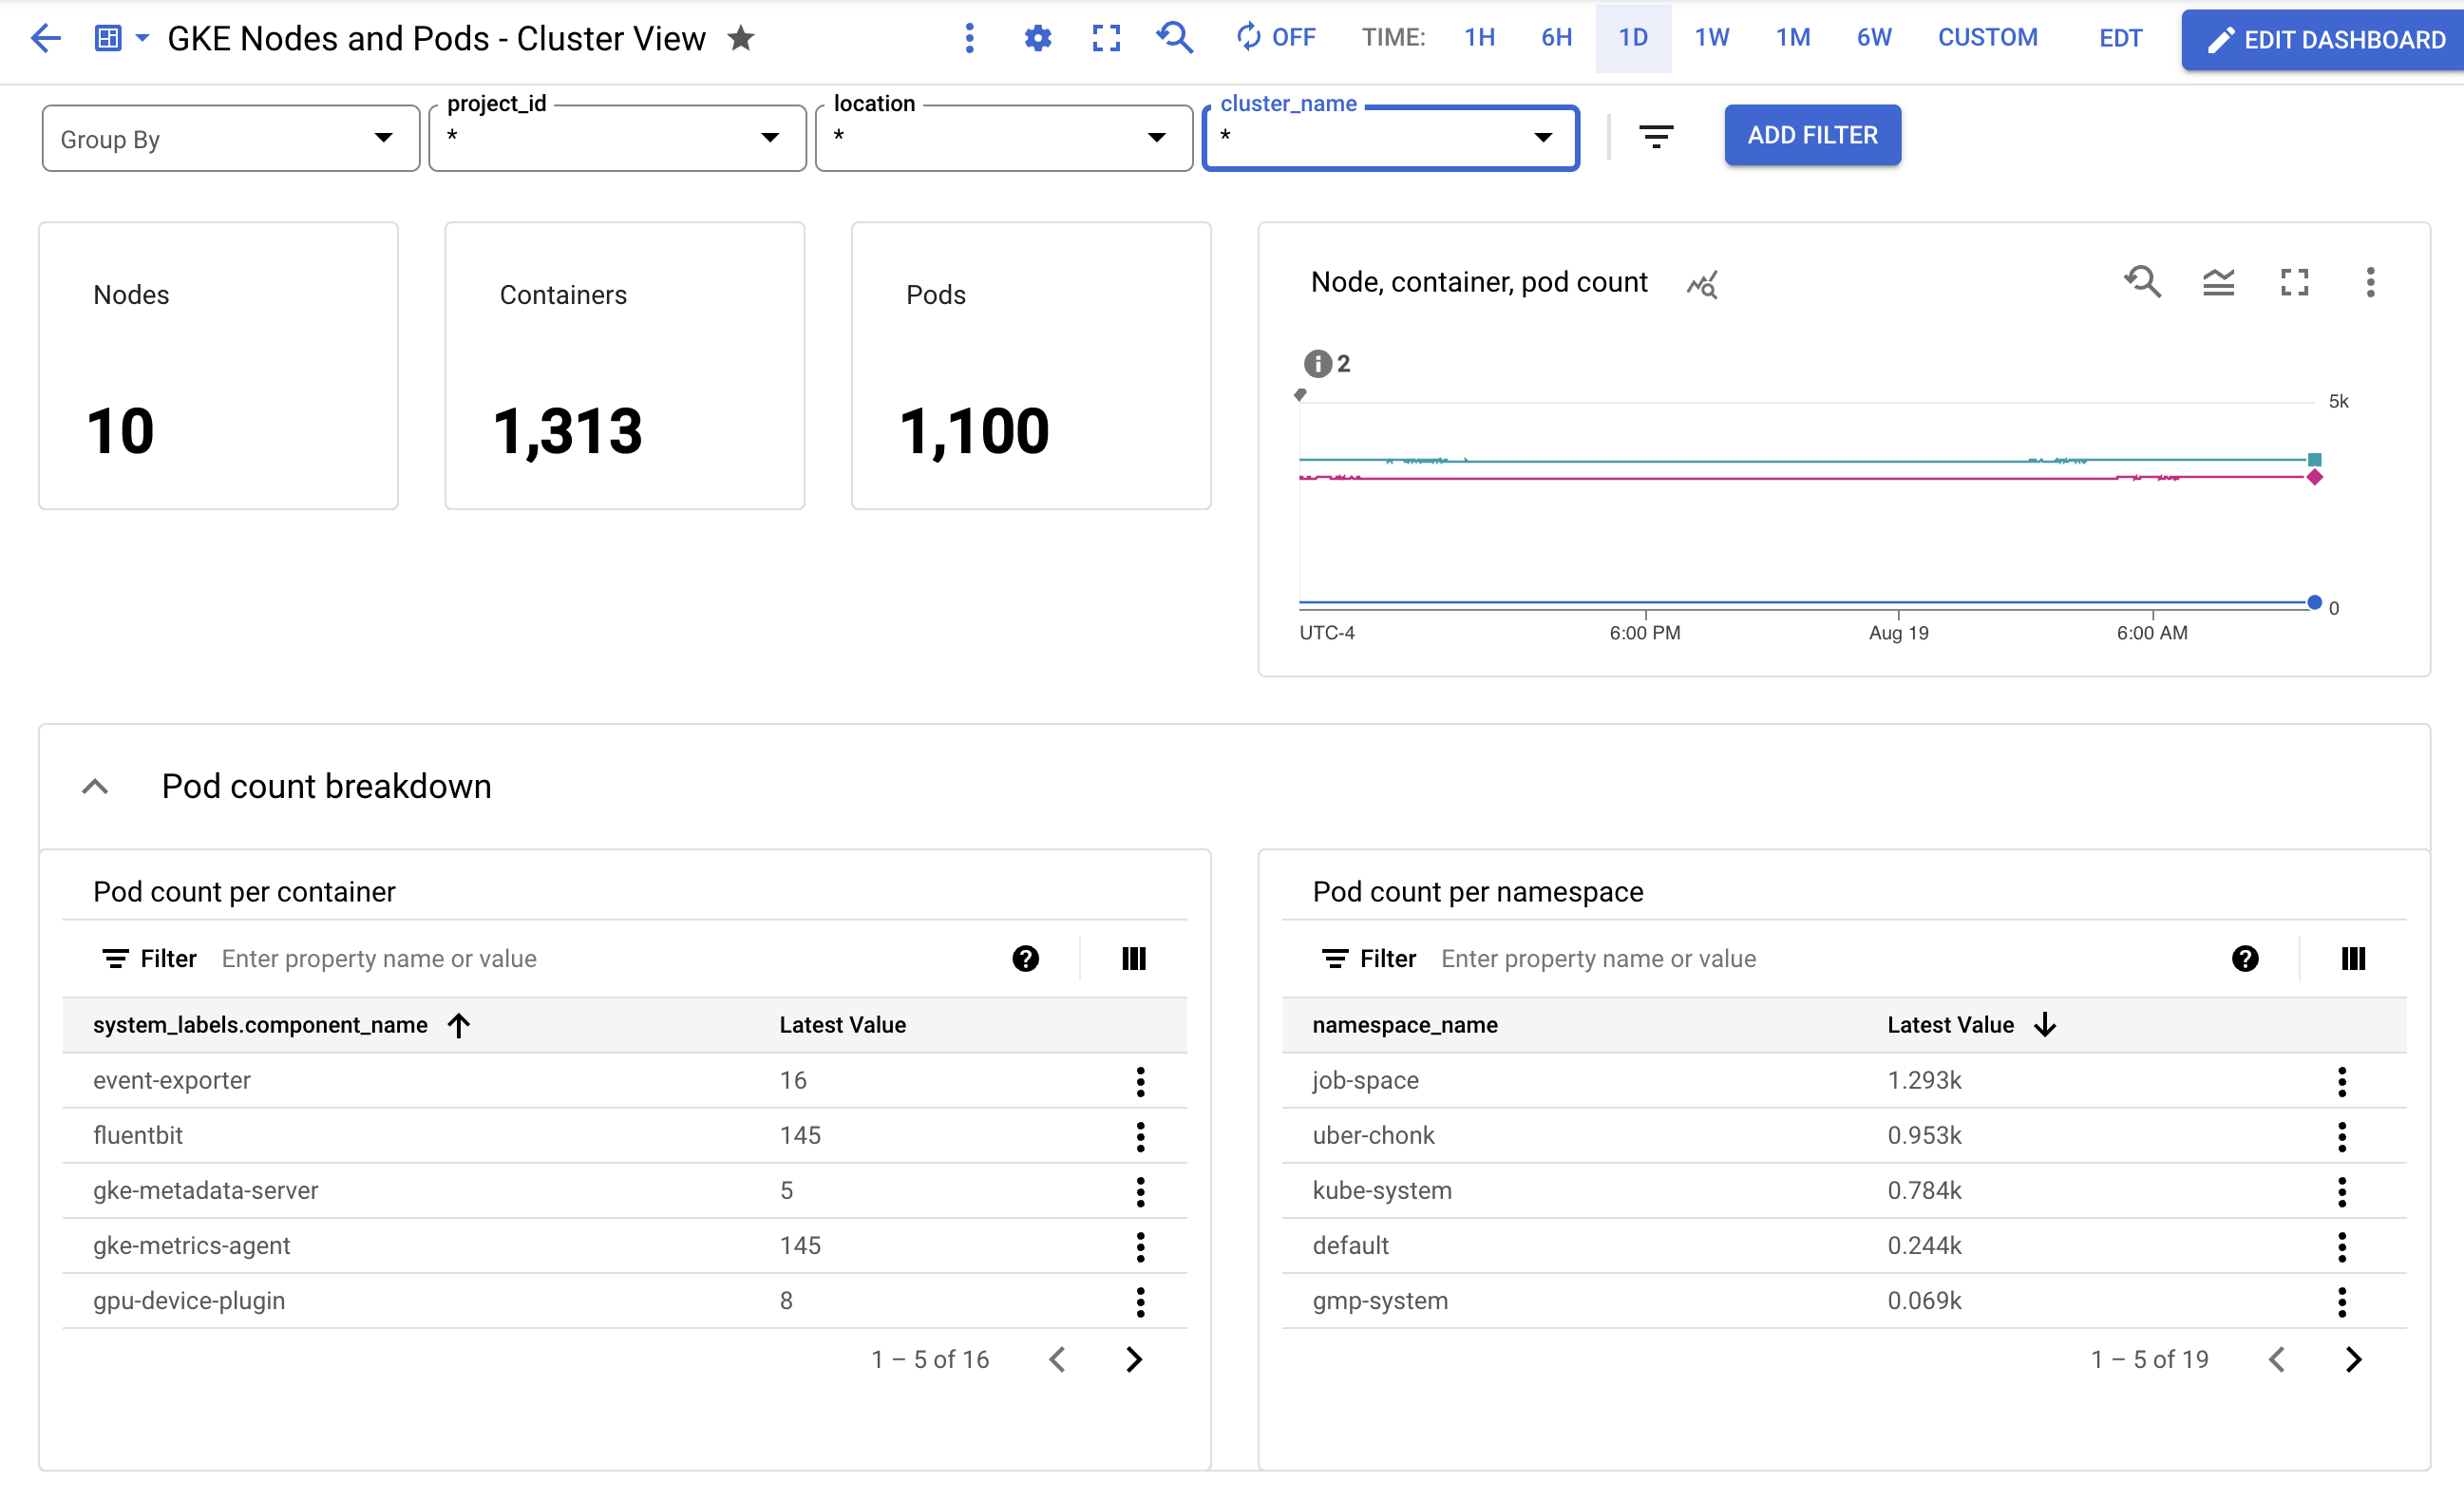 GKE Nodes and Pods - Cluster View
OFF
TIME: 1H 6H 1D 1W 1M 6W CUSTOM
EDT
EDIT DASHBOARD
Group By
project_id
*
location
*
cluster_name
*
ADD FILTER
Nodes
10
Containers
1,313
Pods
1,100
Node, container, pod count
2
5k
0
UTC-4 6:00 PM Aug 19 6:00 AM
Pod count breakdown
Pod count per container
Filter Enter property name or value
system_labels.component_name Latest Value
event-exporter 16
fluentbit 145
gke-metadata-server 5
gke-metrics-agent 145
gpu-device-plugin 8
1 – 5 of 16
Pod count per namespace
Filter Enter property name or value
namespace_name Latest Value
job-space 1.293k
uber-chonk 0.953k
kube-system 0.784k
default 0.244k
gmp-system 0.069k
1 – 5 of 19